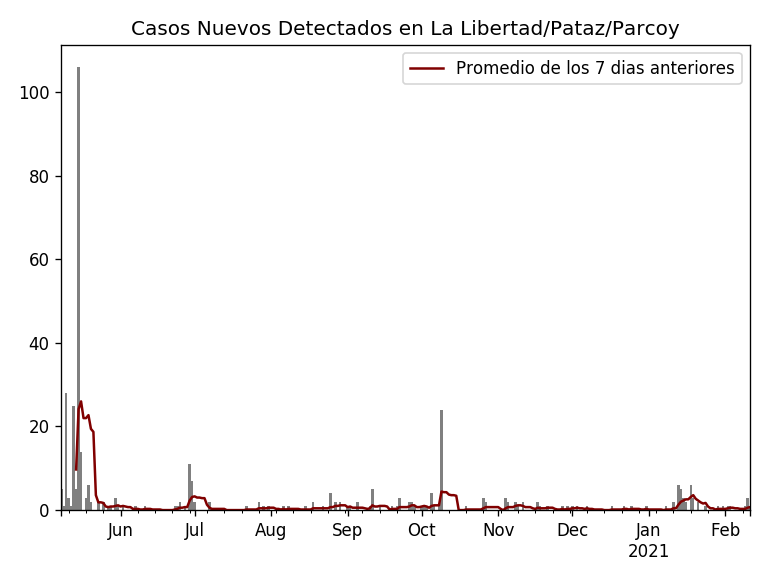 Casos Nuevos Detectados en La Libertad/Pataz/Parcoy
Promedio de los 7 dias anteriores
100
80
60
40
20
0
Jun Jul Aug Sep Oct Nov Dec Jan Feb
2021